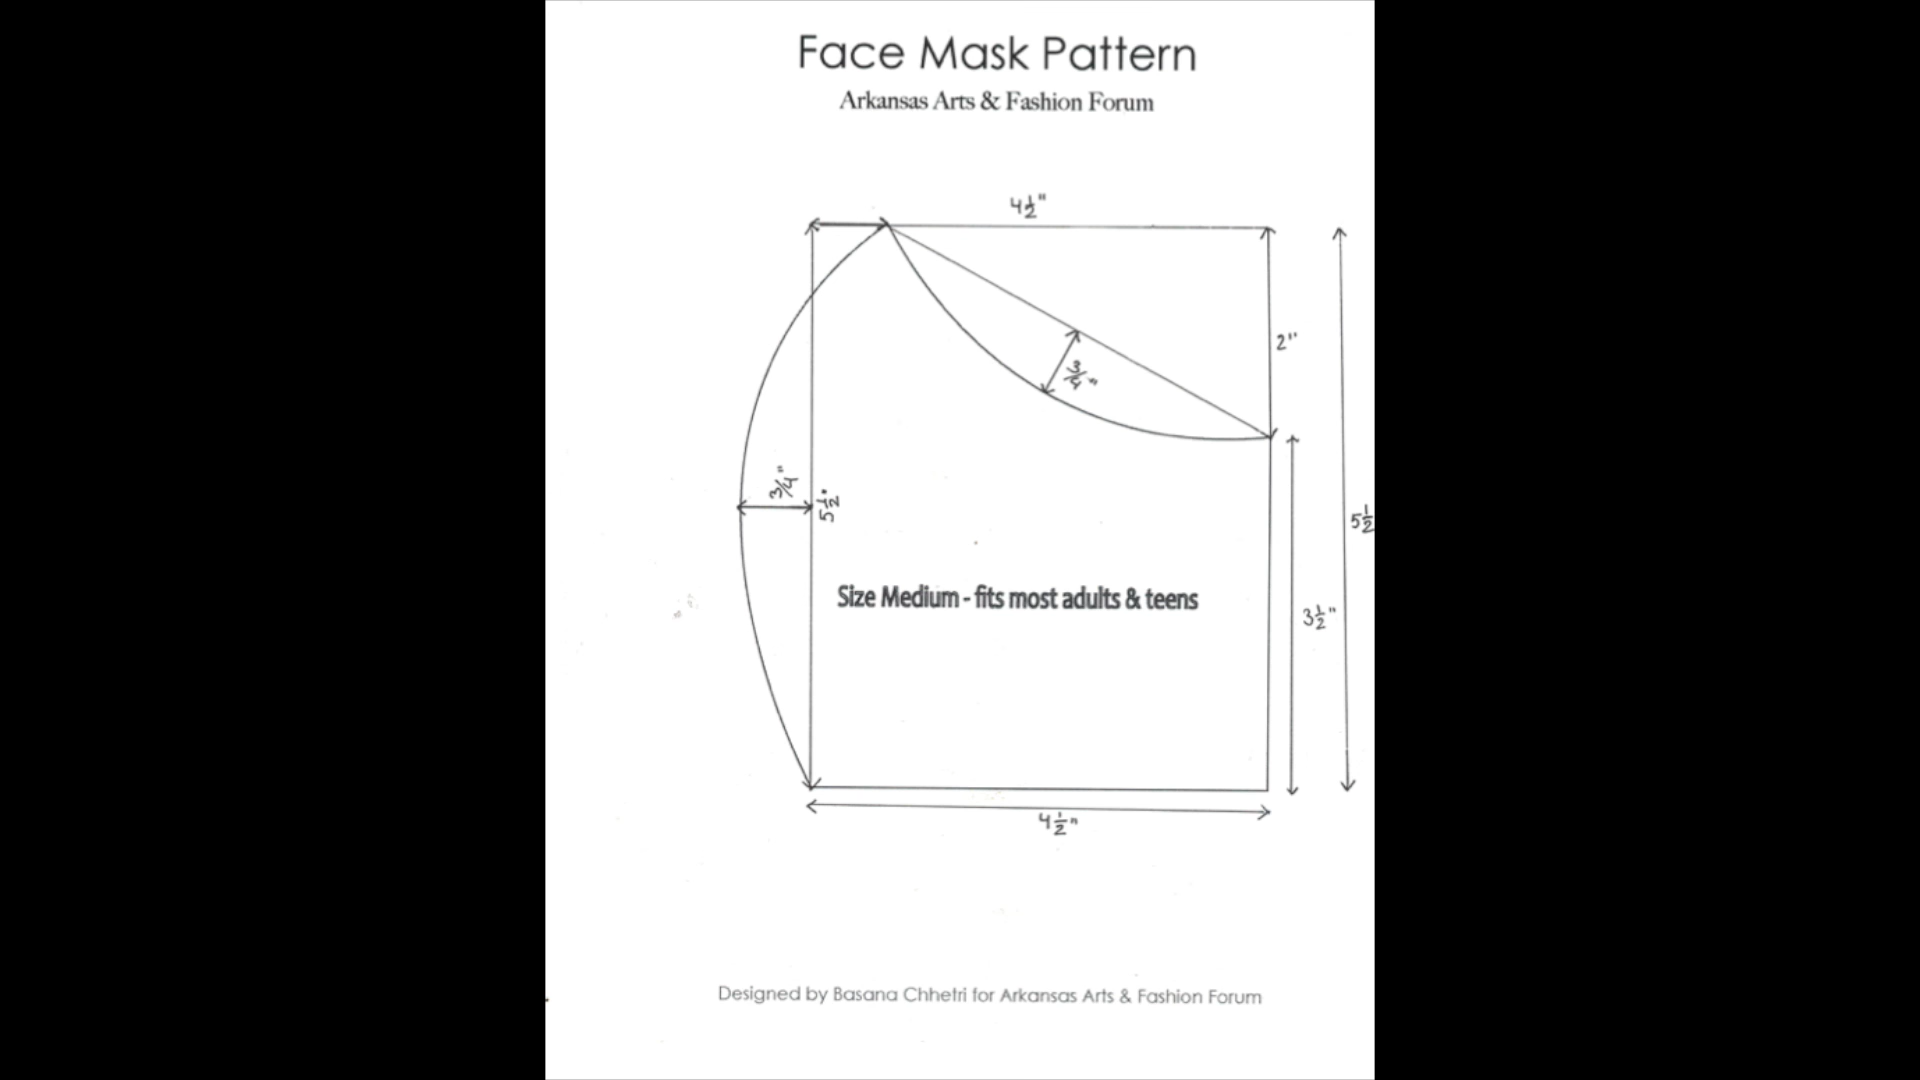 Face Mask Pattern
Arkansas Arts & Fashion Forum
4½"
2"
3/4"
3/4"
5½"
5½
Size Medium - fits most adults & teens
3½"
4½"
Designed by Basana Chhetri for Arkansas Arts & Fashion Forum